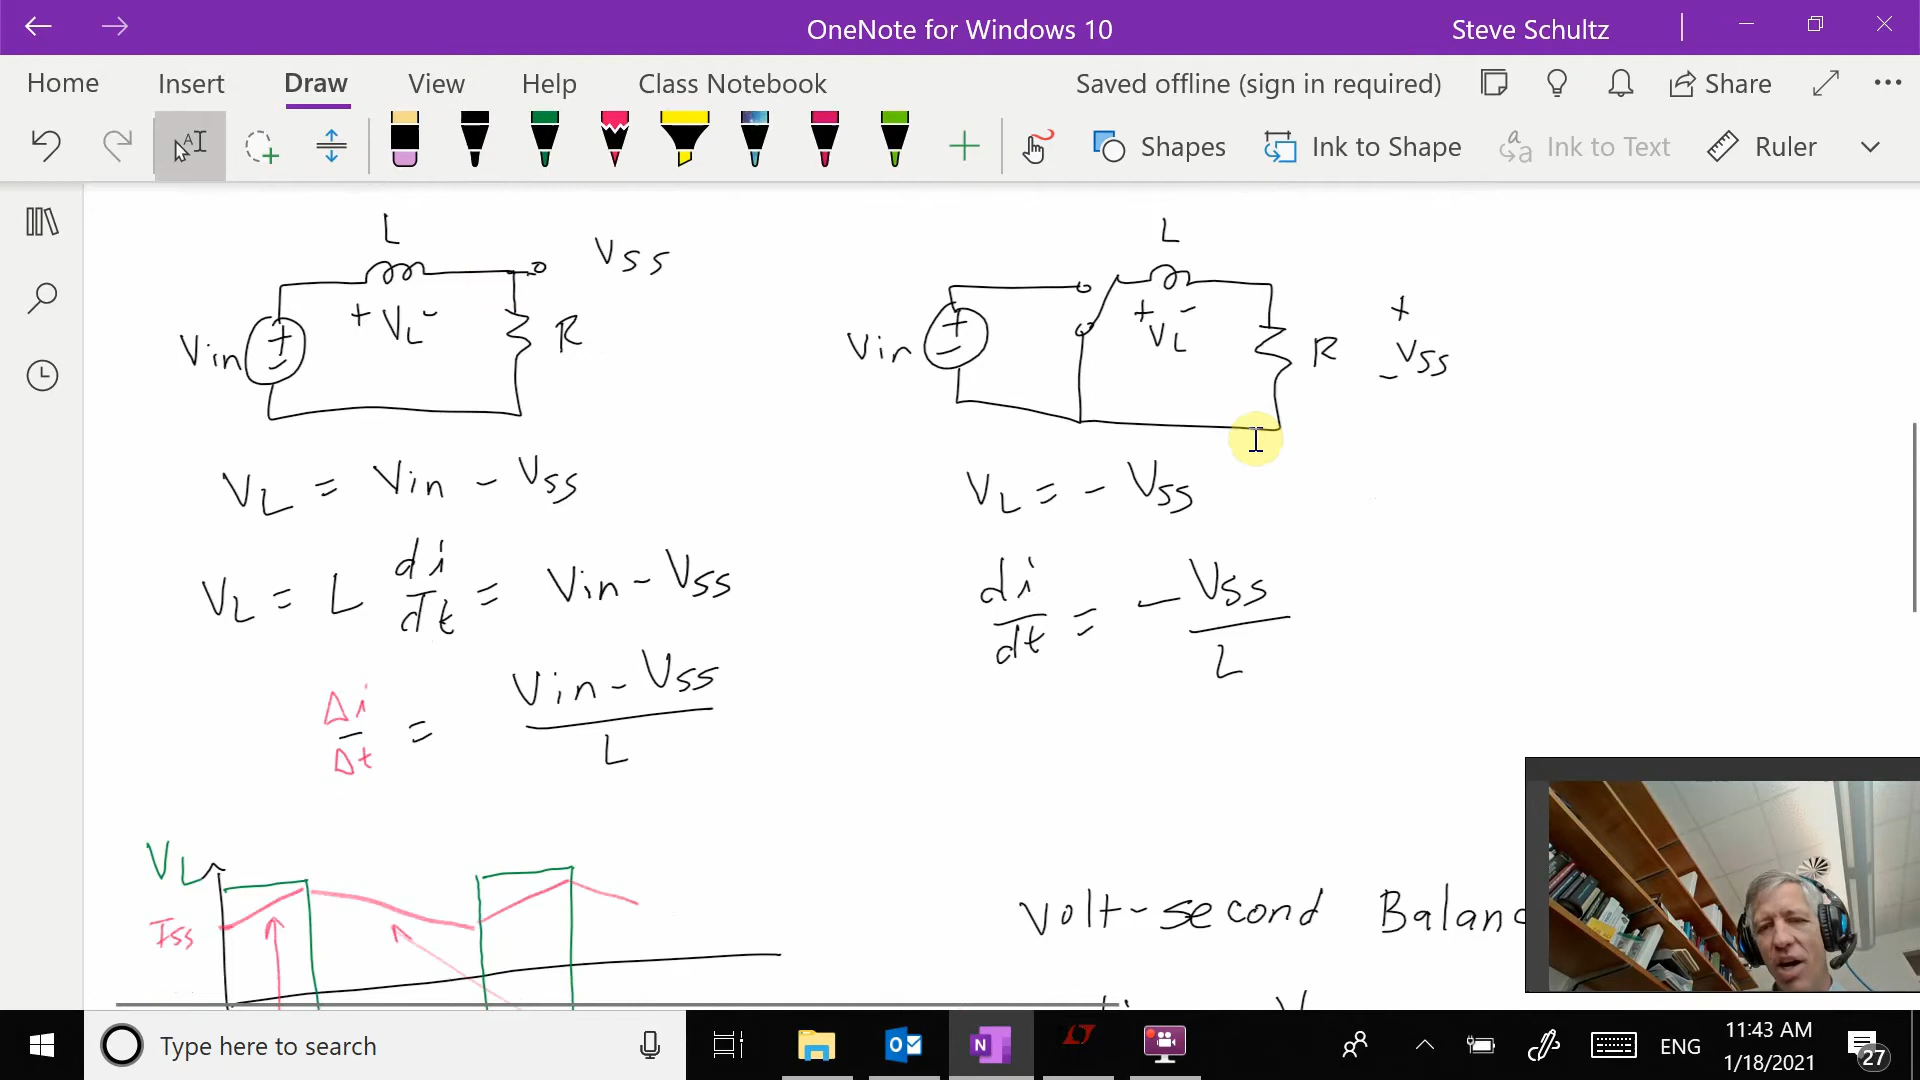 OneNote for Windows 10
Steve Schultz
Home
Insert
Draw
View
Help
Class Notebook
Saved offline (sign in required)
Share
Shapes
Ink to Shape
Ink to Text
Ruler
L
Vss
Vin
+ VL -
R
VL = Vin - Vss
VL = L di/dt = Vin - Vss
Δi/Δt = Vin - Vss / L
L
Vin
+ VL -
R
+ Vss -
VL = - Vss
di/dt = - Vss / L
VL
Iss
Volt-second Balanc
Type here to search
ENG
11:43 AM
1/18/2021
27